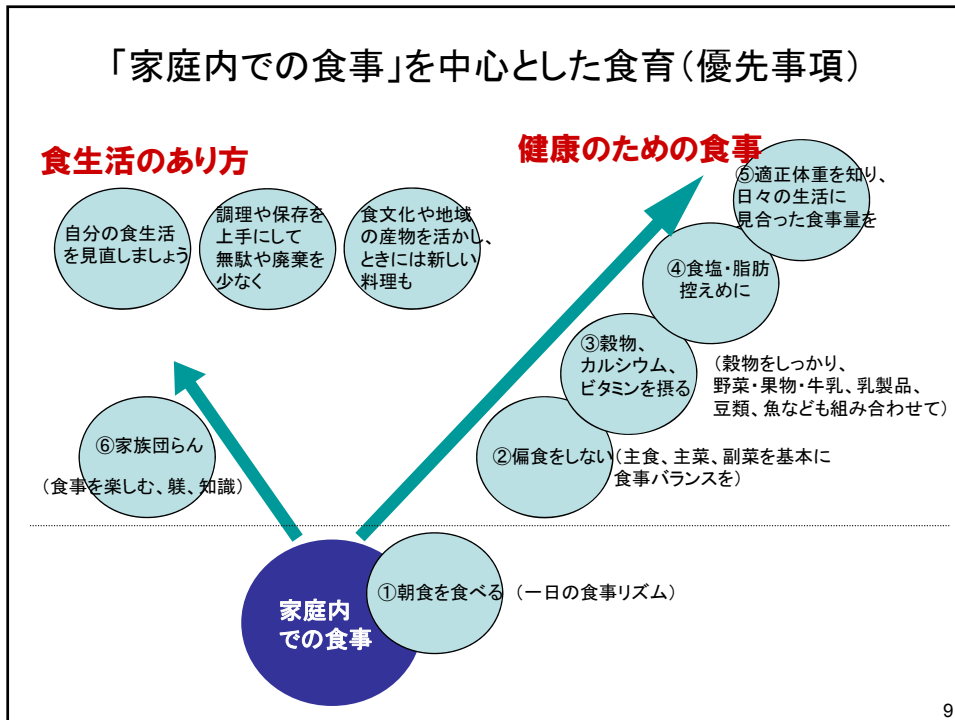 「家庭内での食事」を中心とした食育（優先事項）
食生活のあり方
健康のための食事
自分の食生活
を見直しましょう
調理や保存を
上手にして
無駄や廃棄を
少なく
食文化や地域
の産物を活かし、
ときには新しい
料理も
⑤適正体重を知り、
日々の生活に
見合った食事量を
④食塩・脂肪
控えめに
③穀物、
カルシウム、
ビタミンを摂る
（穀物をしっかり、
野菜・果物・牛乳、乳製品、
豆類、魚なども組み合わせて）
②偏食をしない（主食、主菜、副菜を基本に
食事バランスを）
⑥家族団らん
（食事を楽しむ、躾、知識）
①朝食を食べる （一日の食事リズム）
家庭内
での食事
9